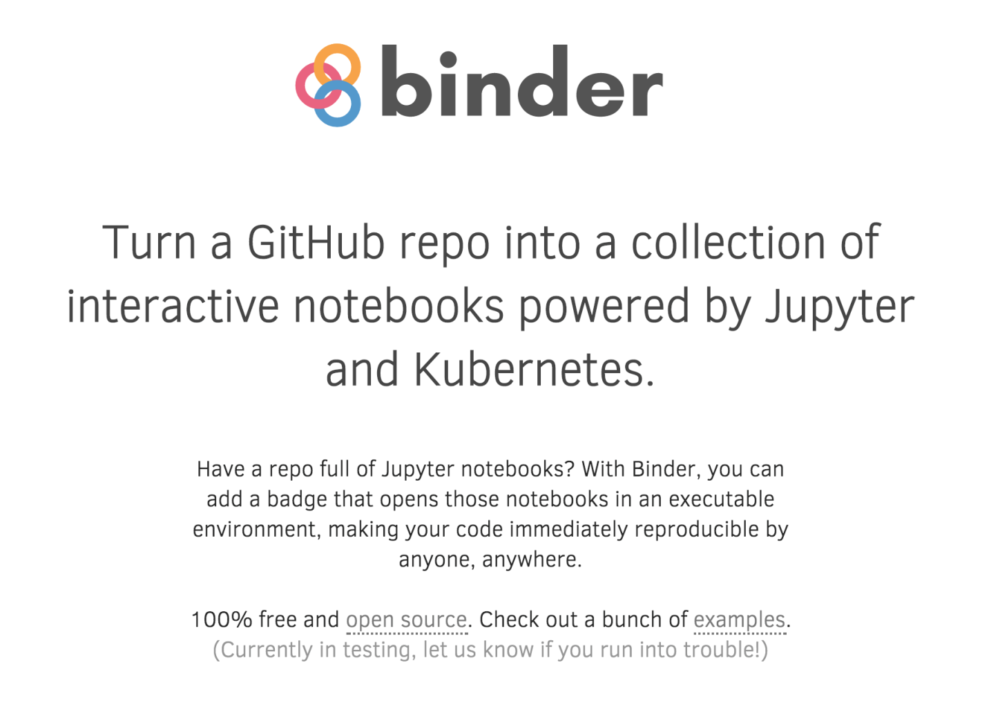 binder
Turn a GitHub repo into a collection of
interactive notebooks powered by Jupyter
and Kubernetes.
Have a repo full of Jupyter notebooks? With Binder, you can
add a badge that opens those notebooks in an executable
environment, making your code immediately reproducible by
anyone, anywhere.
100% free and open source. Check out a bunch of examples.
(Currently in testing, let us know if you run into trouble!)